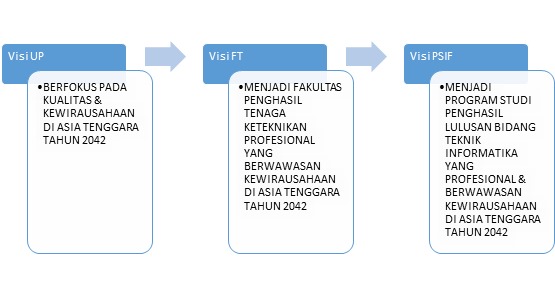 Visi UP
•BERFOKUS PADA
KUALITAS &
KEWIRAUSAHAAN
DI ASIA TENGGARA
TAHUN 2042
Visi FT
•MENJADI FAKULTAS
PENGHASIL
TENAGA
KETEKNIKAN
PROFESIONAL
YANG
BERWAWASAN
KEWIRAUSAHAAN
DI ASIA TENGGARA
TAHUN 2042
Visi PSIF
•MENJADI
PROGRAM STUDI
PENGHASIL
LULUSAN BIDANG
TEKNIK
INFORMATIKA
YANG
PROFESIONAL &
BERWAWASAN
KEWIRAUSAHAAN
DI ASIA TENGGARA
TAHUN 2042